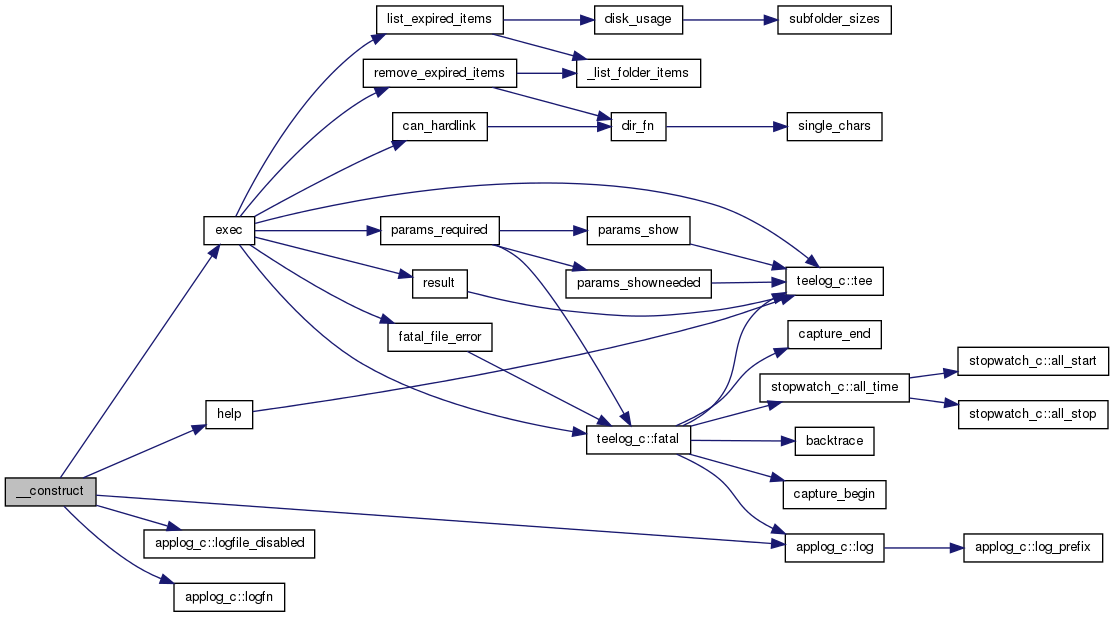 list_expired_items
disk_usage
subfolder_sizes
remove_expired_items
_list_folder_items
can_hardlink
dir_fn
single_chars
exec
params_required
params_show
result
params_showneeded
teelog_c::tee
fatal_file_error
capture_end
stopwatch_c::all_time
stopwatch_c::all_start
stopwatch_c::all_stop
help
teelog_c::fatal
backtrace
__construct
capture_begin
applog_c::logfile_disabled
applog_c::log
applog_c::log_prefix
applog_c::logfn